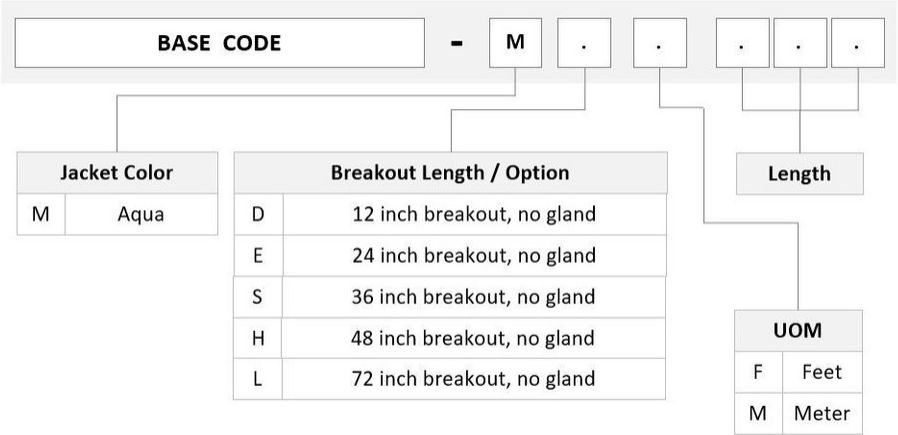 BASE CODE - M . . . . .
Jacket Color
M Aqua
Breakout Length / Option
D 12 inch breakout, no gland
E 24 inch breakout, no gland
S 36 inch breakout, no gland
H 48 inch breakout, no gland
L 72 inch breakout, no gland
Length
UOM
F Feet
M Meter